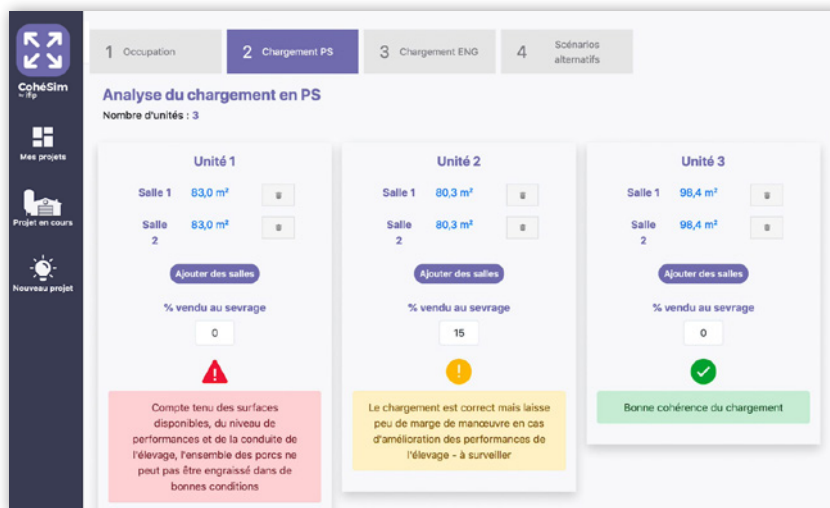 CohéSim
by ifip
Mes projets
Projet en cours
Nouveau projet
1 Occupation
2 Chargement PS
3 Chargement ENG
4 Scénarios
alternatifs
Analyse du chargement en PS
Nombre d'unités : 3
Unité 1
Salle 1 83,0 m²
Salle
2
83,0 m²
Ajouter des salles
% vendu au sevrage
0
Compte tenu des surfaces
disponibles, du niveau de
performances et de la conduite de
l'élevage, l'ensemble des porcs ne
peut pas être engraissé dans de
bonnes conditions
Unité 2
Salle 1 80,3 m²
Salle
2
80,3 m²
Ajouter des salles
% vendu au sevrage
15
Le chargement est correct mais laisse
peu de marge de manœuvre en cas
d'amélioration des performances de
l'élevage - à surveiller
Unité 3
Salle 1 98,4 m²
Salle
2
98,4 m²
Ajouter des salles
% vendu au sevrage
0
Bonne cohérence du chargement